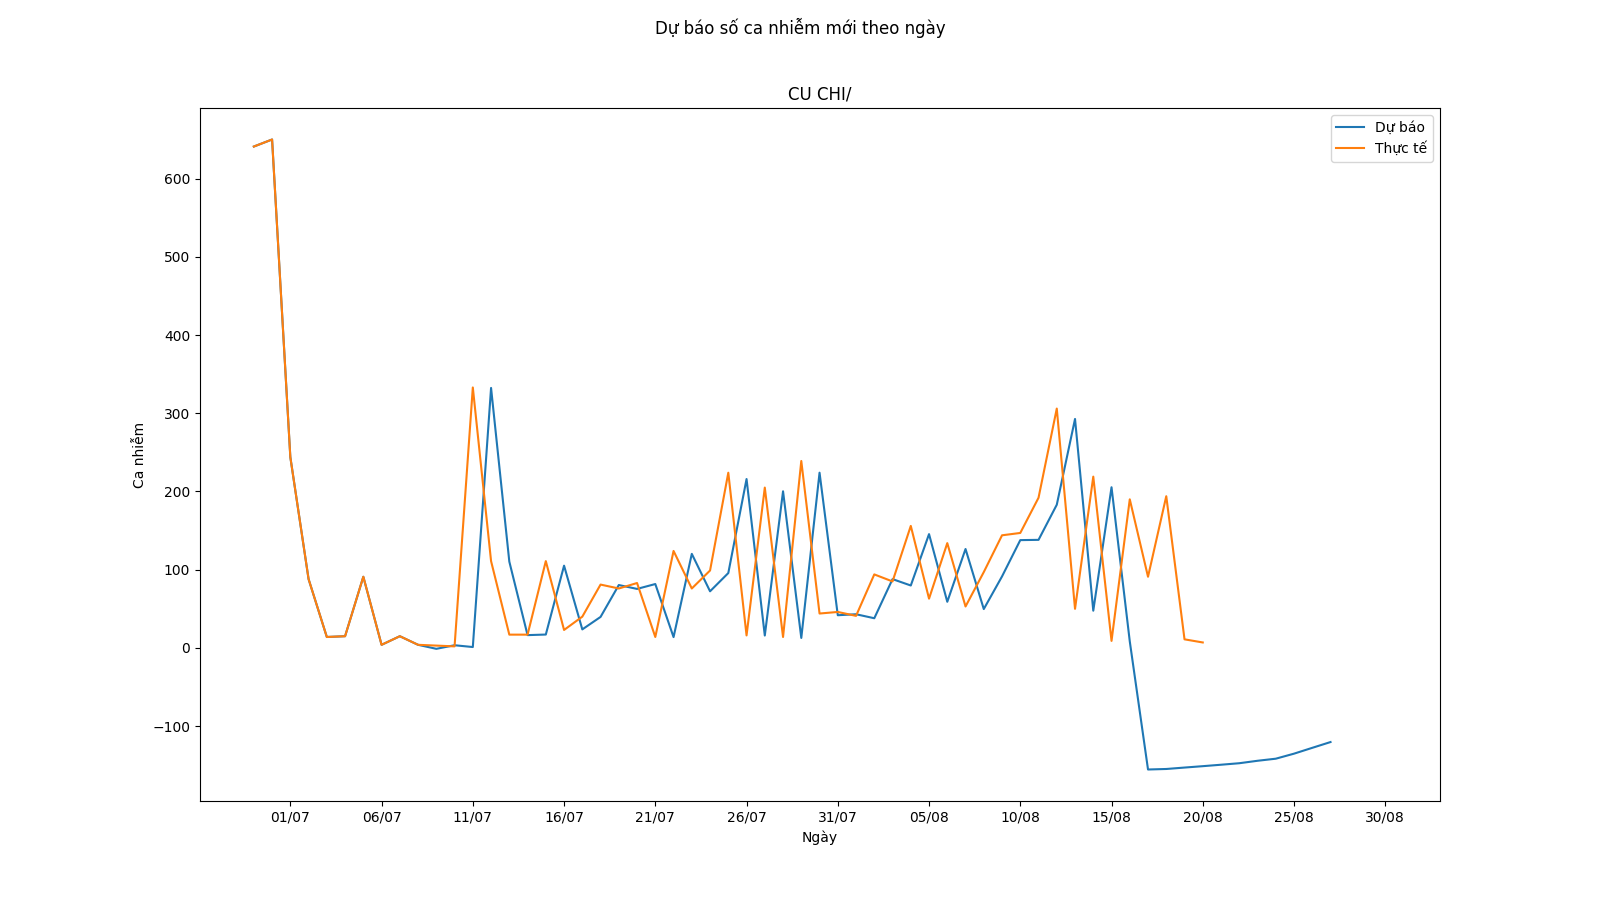 Dự báo số ca nhiễm mới theo ngày
CU CHI/
Dự báo
Thực tế
600
500
400
300
200
100
0
−100
Ca nhiễm
01/07 06/07 11/07 16/07 21/07 26/07 31/07 05/08 10/08 15/08 20/08 25/08 30/08
Ngày